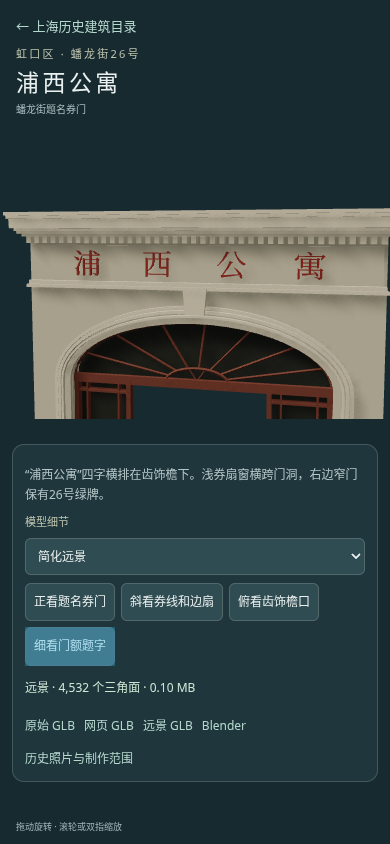 ← 上海历史建筑目录
虹口区 · 蟠龙街26号
浦西公寓
蟠龙街题名券门
浦西公寓
“浦西公寓”四字横排在齿饰檐下。浅券扇窗横跨门洞，右边窄门
保有26号绿牌。
模型细节
简化远景
正看题名券门 斜看券线和边扇 俯看齿饰檐口
细看门额题字
远景 · 4,532 个三角面 · 0.10 MB
原始 GLB 网页 GLB 远景 GLB Blender
历史照片与制作范围
拖动旋转 · 滚轮或双指缩放